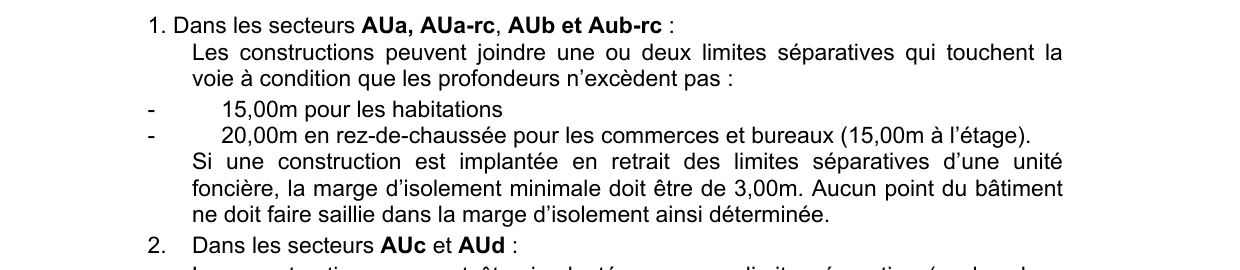 1. Dans les secteurs AUa, AUa-rc, AUb et Aub-rc :
Les constructions peuvent joindre une ou deux limites séparatives qui touchent la
voie à condition que les profondeurs n'excèdent pas :
- 15,00m pour les habitations
- 20,00m en rez-de-chaussée pour les commerces et bureaux (15,00m à l'étage).
Si une construction est implantée en retrait des limites séparatives d'une unité
foncière, la marge d'isolement minimale doit être de 3,00m. Aucun point du bâtiment
ne doit faire saillie dans la marge d'isolement ainsi déterminée.
2. Dans les secteurs AUc et AUd :